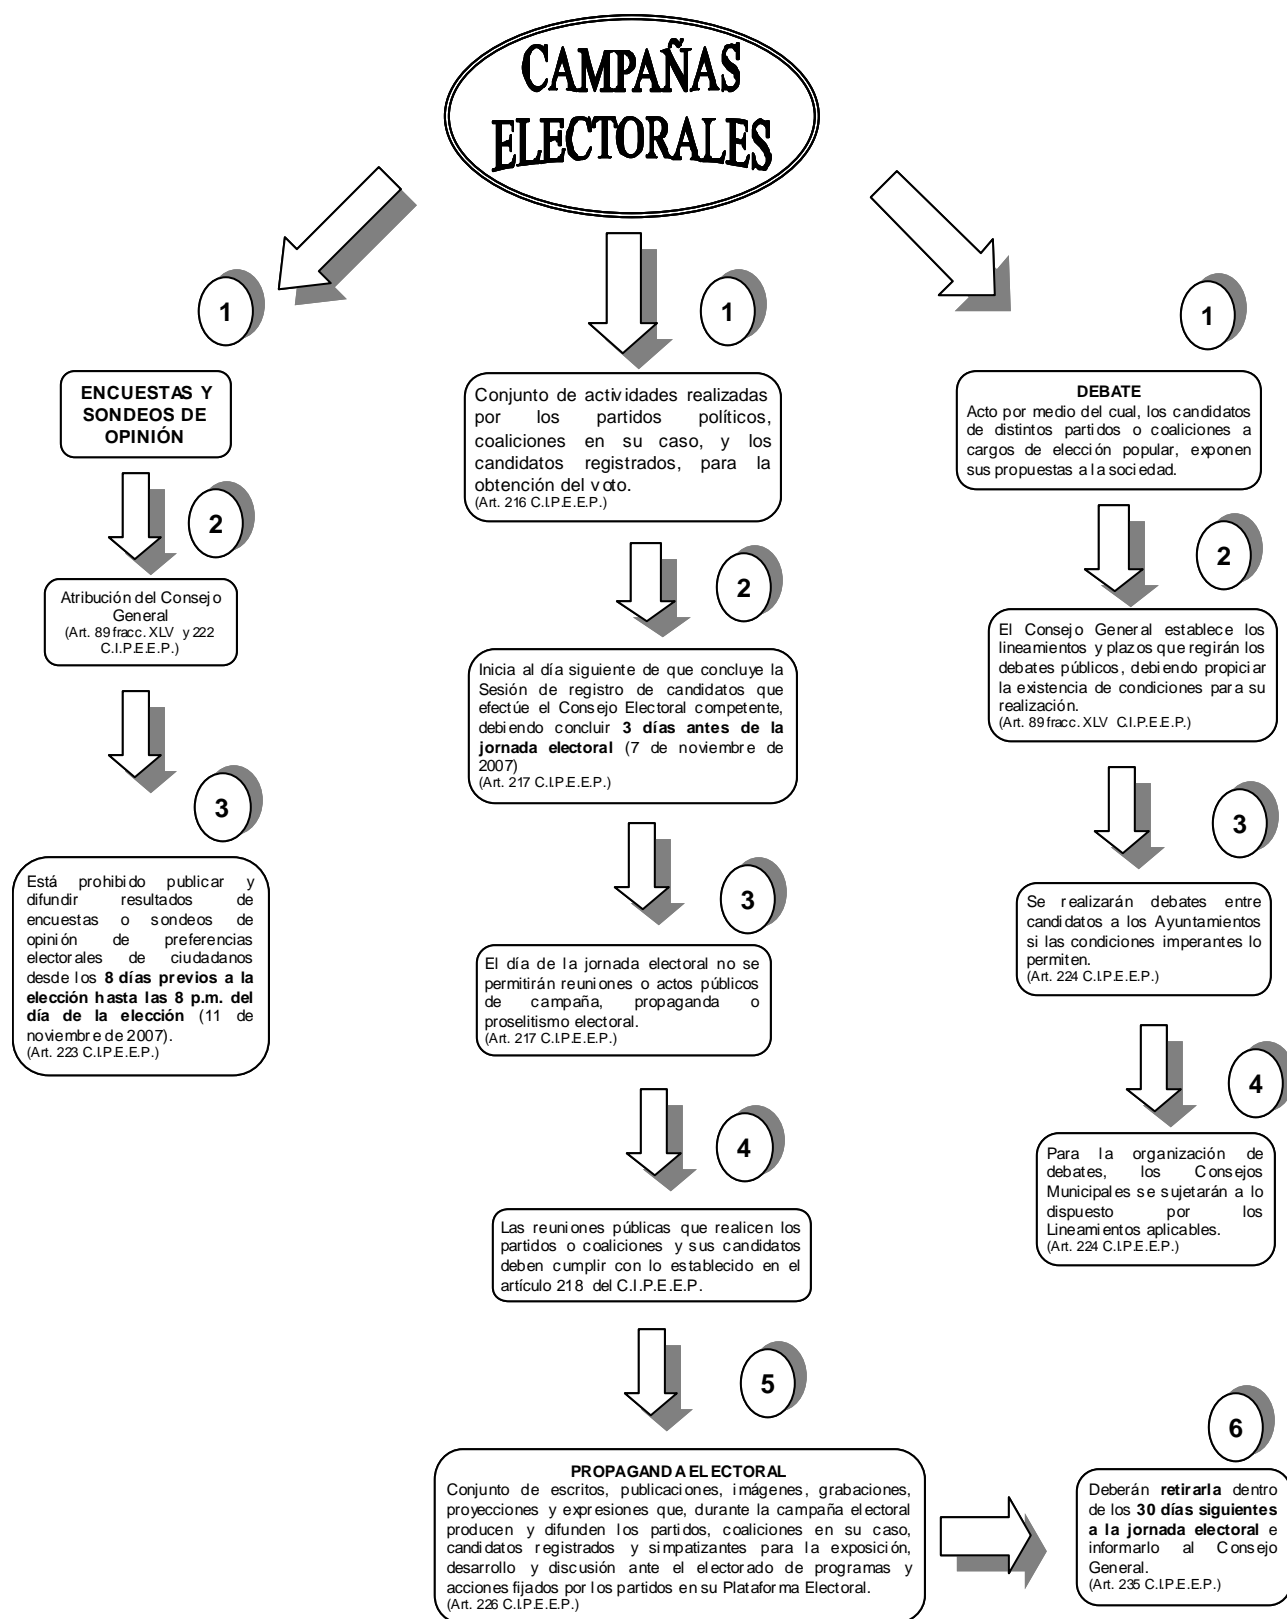 CAMPAÑAS
ELECTORALES
1
ENCUESTAS Y
SONDEOS DE
OPINIÓN
2
Atribución del Consejo
General
(Art. 89 fracc. XLV y 222
C.I.P.E.E.P.)
3
Está prohibido publicar y
difundir resultados de
encuestas o sondeos de
opinión de preferencias
electorales de ciudadanos
desde los 8 días previos a la
elección hasta las 8 p.m. del
día de la elección (11 de
noviembre de 2007).
(Art. 223 C.I.P.E.E.P.)
1
Conjunto de actividades realizadas
por los partidos políticos,
coaliciones en su caso, y los
candidatos registrados, para la
obtención del voto.
(Art. 216 C.I.P.E.E.P.)
2
Inicia al día siguiente de que concluye la
Sesión de registro de candidatos que
efectúe el Consejo Electoral competente,
debiendo concluir 3 días antes de la
jornada electoral (7 de noviembre de
2007)
(Art. 217 C.I.P.E.E.P.)
3
El día de la jornada electoral no se
permitirán reuniones o actos públicos
de campaña, propaganda o
proselitismo electoral.
(Art. 217 C.I.P.E.E.P.)
4
Las reuniones públicas que realicen los
partidos o coaliciones y sus candidatos
deben cumplir con lo establecido en el
artículo 218 del C.I.P.E.E.P.
5
PROPAGANDA ELECTORAL
Conjunto de escritos, publicaciones, imágenes, grabaciones,
proyecciones y expresiones que, durante la campaña electoral
producen y difunden los partidos, coaliciones en su caso,
candidatos registrados y simpatizantes para la exposición,
desarrollo y discusión ante el electorado de programas y
acciones fijados por los partidos en su Plataforma Electoral.
(Art. 226 C.I.P.E.E.P.)
6
Deberán retirarla dentro
de los 30 días siguientes
a la jornada electoral e
informarlo al Consejo
General.
(Art. 235 C.I.P.E.E.P.)
1
DEBATE
Acto por medio del cual, los candidatos
de distintos partidos o coaliciones a
cargos de elección popular, exponen
sus propuestas a la sociedad.
2
El Consejo General establece los
lineamientos y plazos que regirán los
debates públicos, debiendo propiciar
la existencia de condiciones para su
realización.
(Art. 89 fracc. XLV C.I.P.E.E.P.)
3
Se realizarán debates entre
candidatos a los Ayuntamientos
si las condiciones imperantes lo
permiten.
(Art. 224 C.I.P.E.E.P.)
4
Para la organización de
debates, los Consejos
Municipales se sujetarán a lo
dispuesto por los
Lineamientos aplicables.
(Art. 224 C.I.P.E.E.P.)